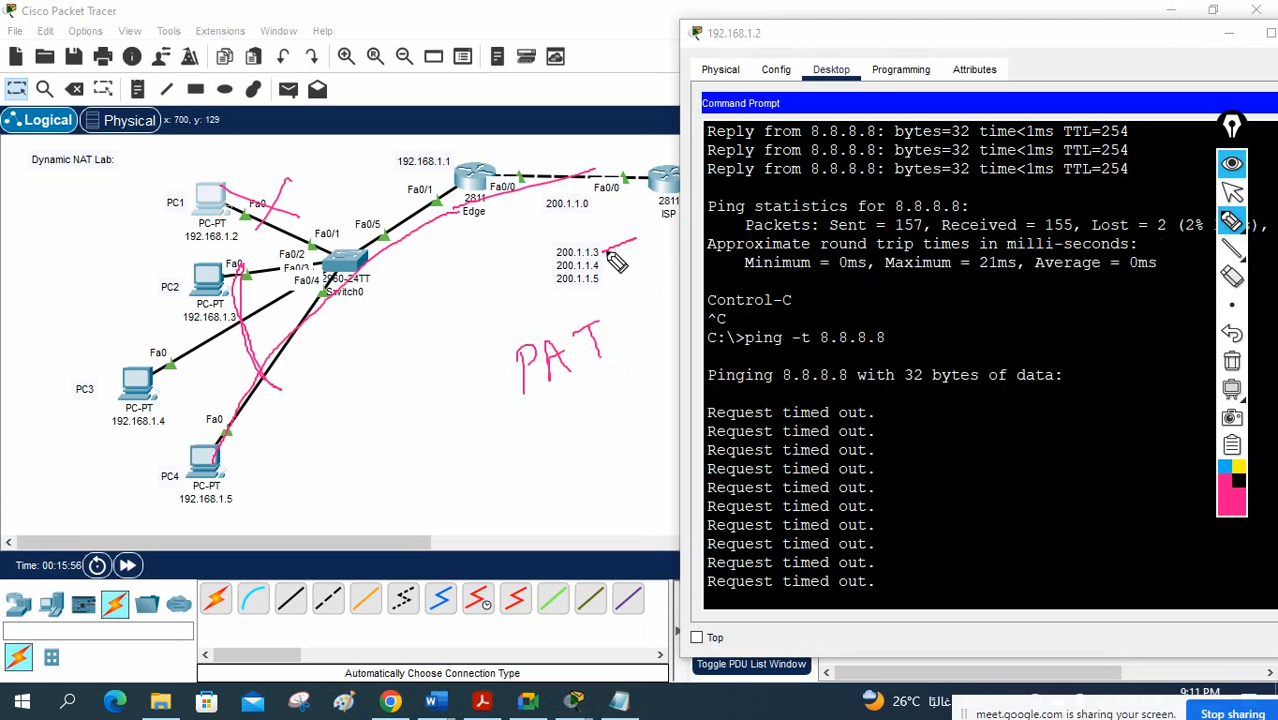 Cisco Packet Tracer
File Edit Options View Tools Extensions Window Help
Logical Physical x: 700, y: 129
Dynamic NAT Lab:
PC1
PC-PT
192.168.1.2
Fa0
PC2
PC-PT
192.168.1.3
Fa0
PC3
PC-PT
192.168.1.4
Fa0
PC4
PC-PT
192.168.1.5
Fa0
Fa0/1
Fa0/2
Fa0/3
Fa0/4
Fa0/5
2960-24TT
Switch0
192.168.1.1
Fa0/1
2811
Edge
Fa0/0
200.1.1.0
Fa0/0
2811
ISP
200.1.1.3
200.1.1.4
200.1.1.5
PAT
Time: 00:15:56
Automatically Choose Connection Type
192.168.1.2
Physical Config Desktop Programming Attributes
Command Prompt
Reply from 8.8.8.8: bytes=32 time<1ms TTL=254
Reply from 8.8.8.8: bytes=32 time<1ms TTL=254
Reply from 8.8.8.8: bytes=32 time<1ms TTL=254
Ping statistics for 8.8.8.8:
Packets: Sent = 157, Received = 155, Lost = 2 (2%
Approximate round trip times in milli-seconds:
Minimum = 0ms, Maximum = 21ms, Average = 0ms
Control-C
^C
C:\>ping -t 8.8.8.8
Pinging 8.8.8.8 with 32 bytes of data:
Request timed out.
Request timed out.
Request timed out.
Request timed out.
Request timed out.
Request timed out.
Request timed out.
Request timed out.
Request timed out.
Request timed out.
Top
Toggle PDU List Window
26°C غالبًا
9:11 PM
meet.google.com is sharing your screen.
Stop sharing